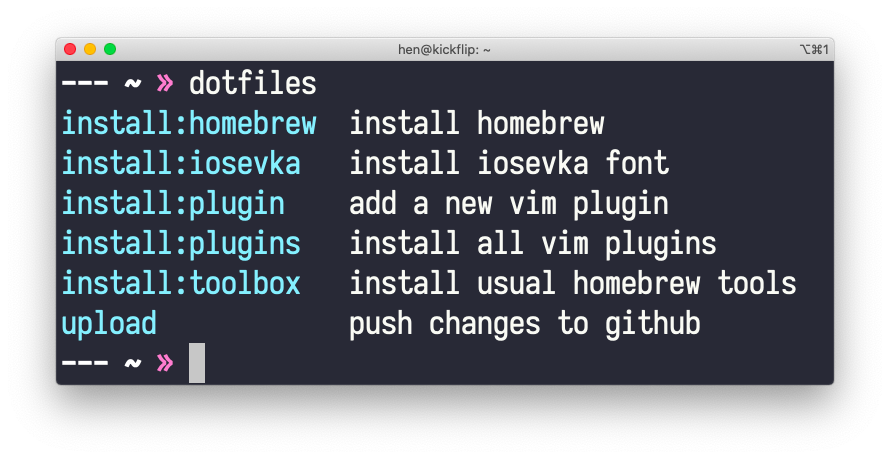 hen@kickflip: ~ ⌥⌘1
--- ~ » dotfiles
install:homebrew install homebrew
install:iosevka install iosevka font
install:plugin add a new vim plugin
install:plugins install all vim plugins
install:toolbox install usual homebrew tools
upload push changes to github
--- ~ »